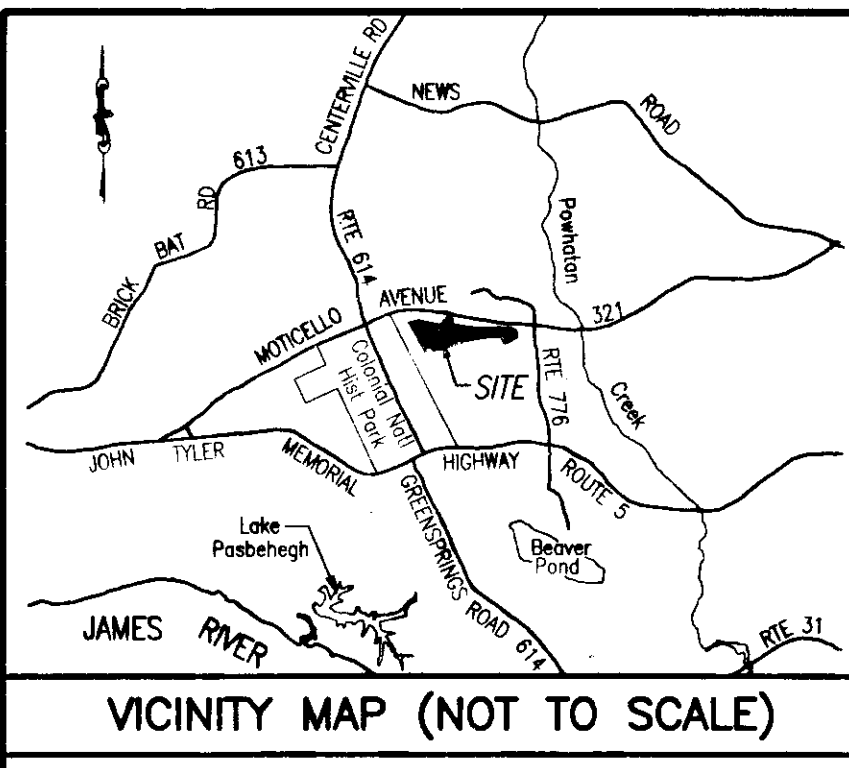 CENTERVILLE RD
NEWS
ROAD
613
BRICK BAT RD
RTE 614
Powhatan
Creek
MOTICELLO
AVENUE
321
SITE
RTE 776
Colonial Natl
Hist Park
JOHN TYLER
MEMORIAL
HIGHWAY
ROUTE 5
GREENSPRINGS ROAD 614
Lake
Pasbehegh
Beaver
Pond
JAMES RIVER
RTE 31
VICINITY MAP (NOT TO SCALE)